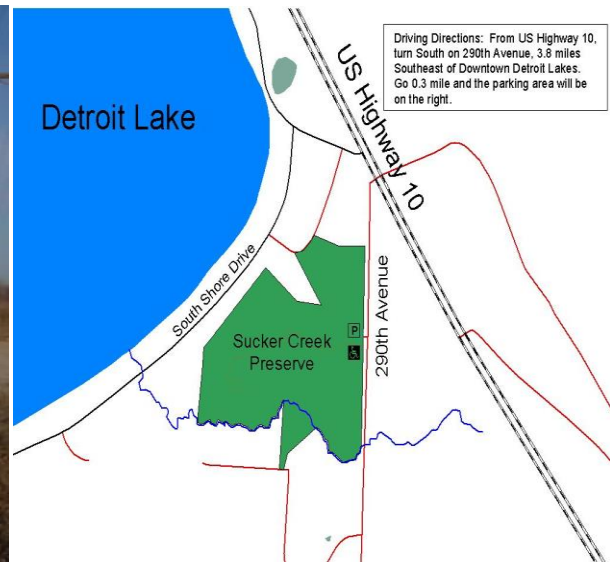 Driving Directions: From US Highway 10,
turn South on 290th Avenue, 3.8 miles
Southeast of Downtown Detroit Lakes.
Go 0.3 mile and the parking area will be
on the right.
Detroit Lake
US Highway 10
South Shore Drive
290th Avenue
P
Sucker Creek
Preserve